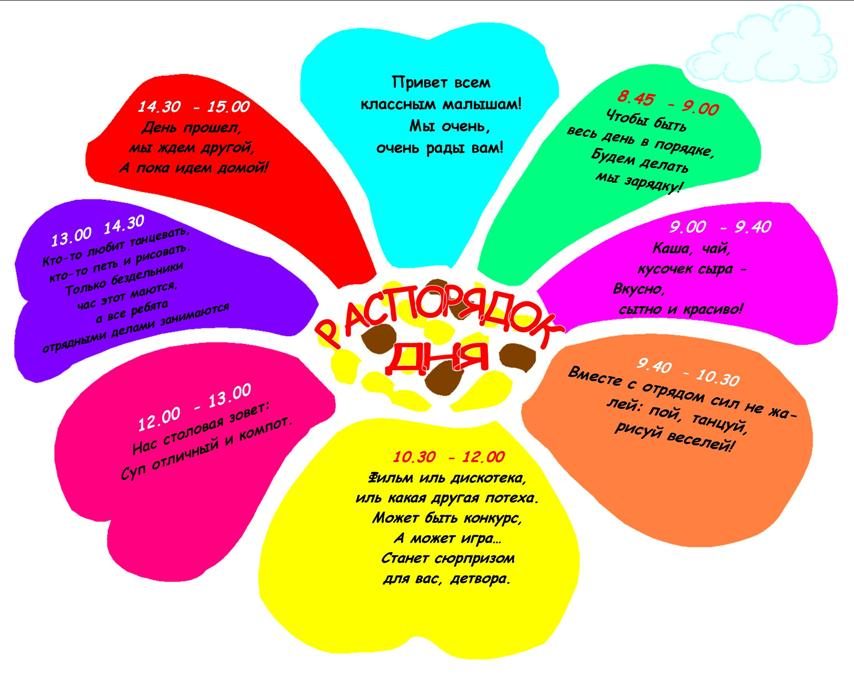 Привет всем
классным малышам!
Мы очень,
очень рады вам!
8.45 - 9.00
Чтобы быть
весь день в порядке,
Будем делать
мы зарядку!
9.00 - 9.40
Каша, чай,
кусочек сыра -
Вкусно,
сытно и красиво!
9.40 - 10.30
Вместе с отрядом сил не жа-
лей: пой, танцуй,
рисуй веселей!
10.30 - 12.00
Фильм иль дискотека,
иль какая другая потеха.
Может быть конкурс,
А может игра...
Станет сюрпризом
для вас, детвора.
12.00 - 13.00
Нас столовая зовет:
Суп отличный и компот.
13.00 14.30
Кто-то любит танцевать,
кто-то петь и рисовать.
Только бездельники
час этот маются,
а все ребята
отрядными делами занимаются
14.30 - 15.00
День прошел,
мы ждем другой,
А пока идем домой!
РАСПОРЯДОК
ДНЯ